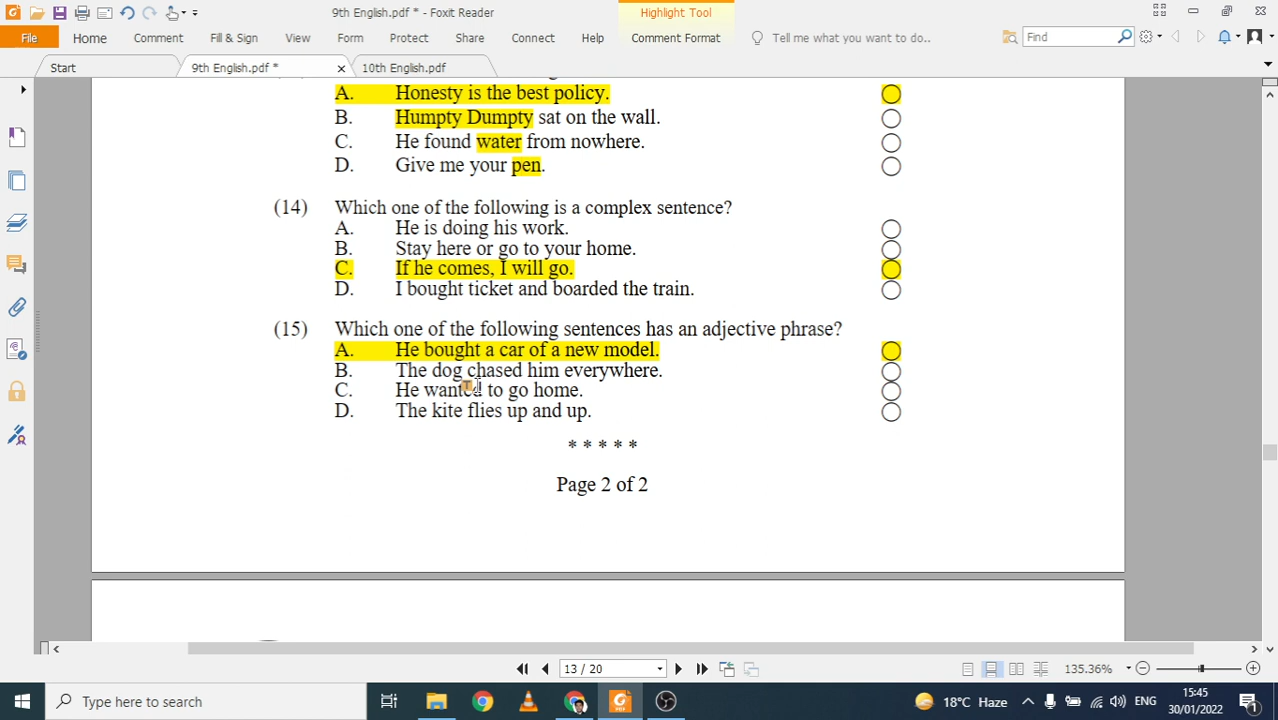 9th English.pdf * - Foxit Reader
Highlight Tool
File Home Comment Fill & Sign View Form Protect Share Connect Help Comment Format Tell me what you want to do.. Find
Start 9th English.pdf * 10th English.pdf
A. Honesty is the best policy.
B. Humpty Dumpty sat on the wall.
C. He found water from nowhere.
D. Give me your pen.
(14) Which one of the following is a complex sentence?
A. He is doing his work.
B. Stay here or go to your home.
C. If he comes, I will go.
D. I bought ticket and boarded the train.
(15) Which one of the following sentences has an adjective phrase?
A. He bought a car of a new model.
B. The dog chased him everywhere.
C. He wanted to go home.
D. The kite flies up and up.
* * * * *
Page 2 of 2
13 / 20 135.36%
Type here to search 18°C Haze ENG 15:45
30/01/2022